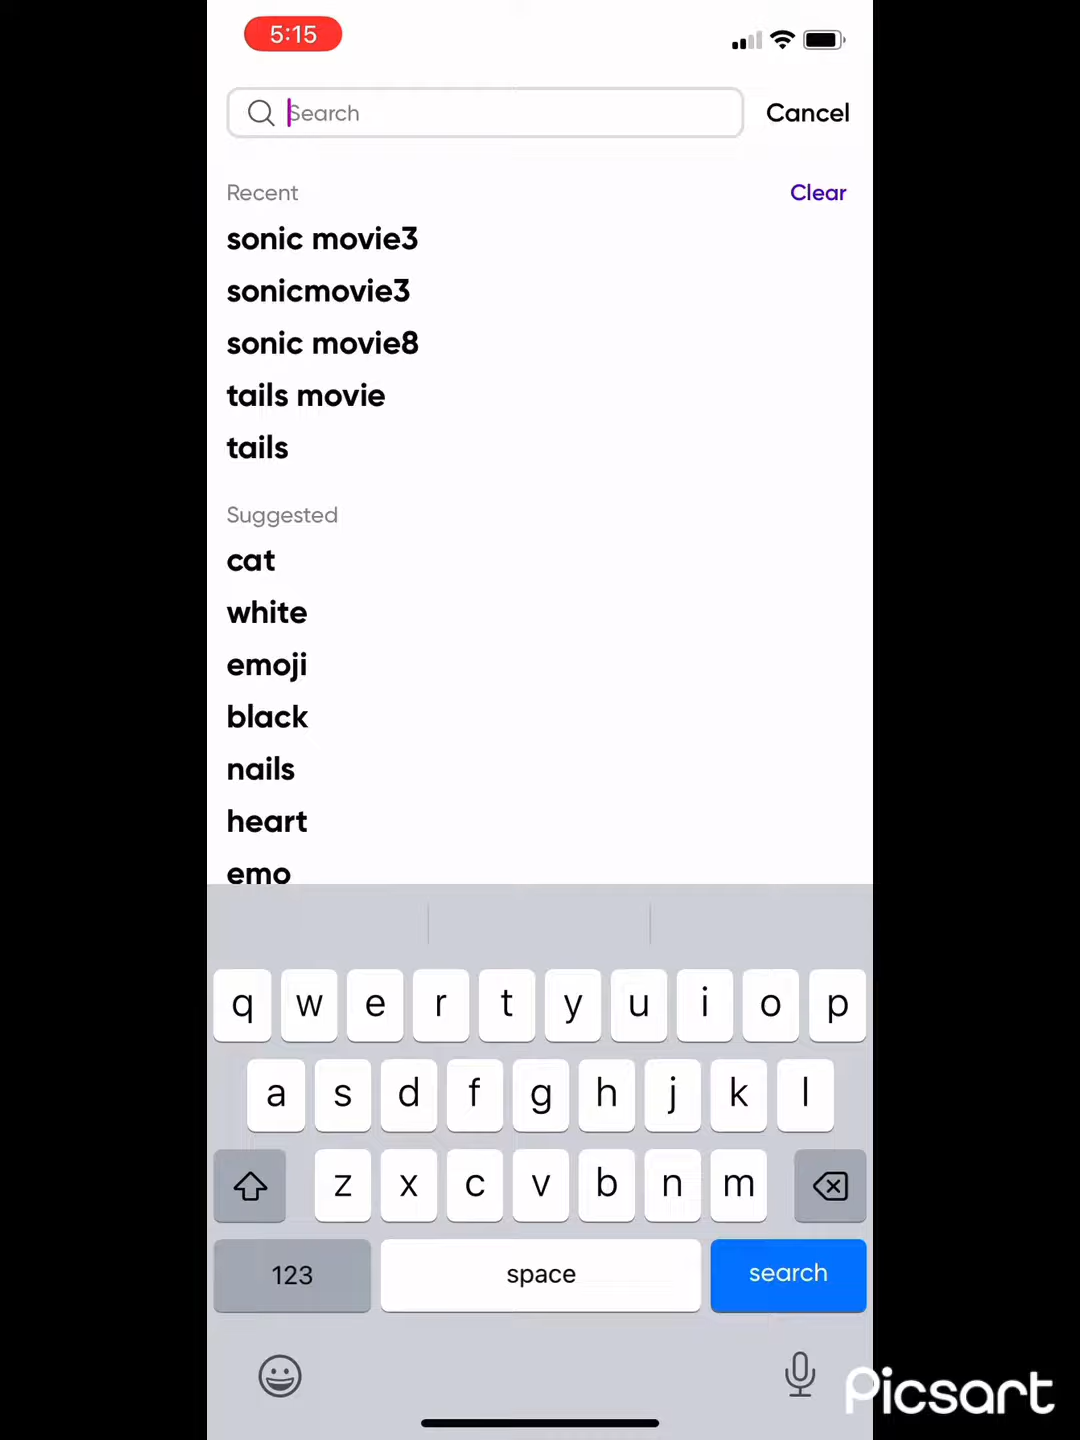 5:15
Search
Cancel
Recent
Clear
sonic movie3
sonicmovie3
sonic movie8
tails movie
tails
Suggested
cat
white
emoji
black
nails
heart
emo
q w e r t y u i o p
a s d f g h j k l
z x c v b n m
123 space search
Picsart